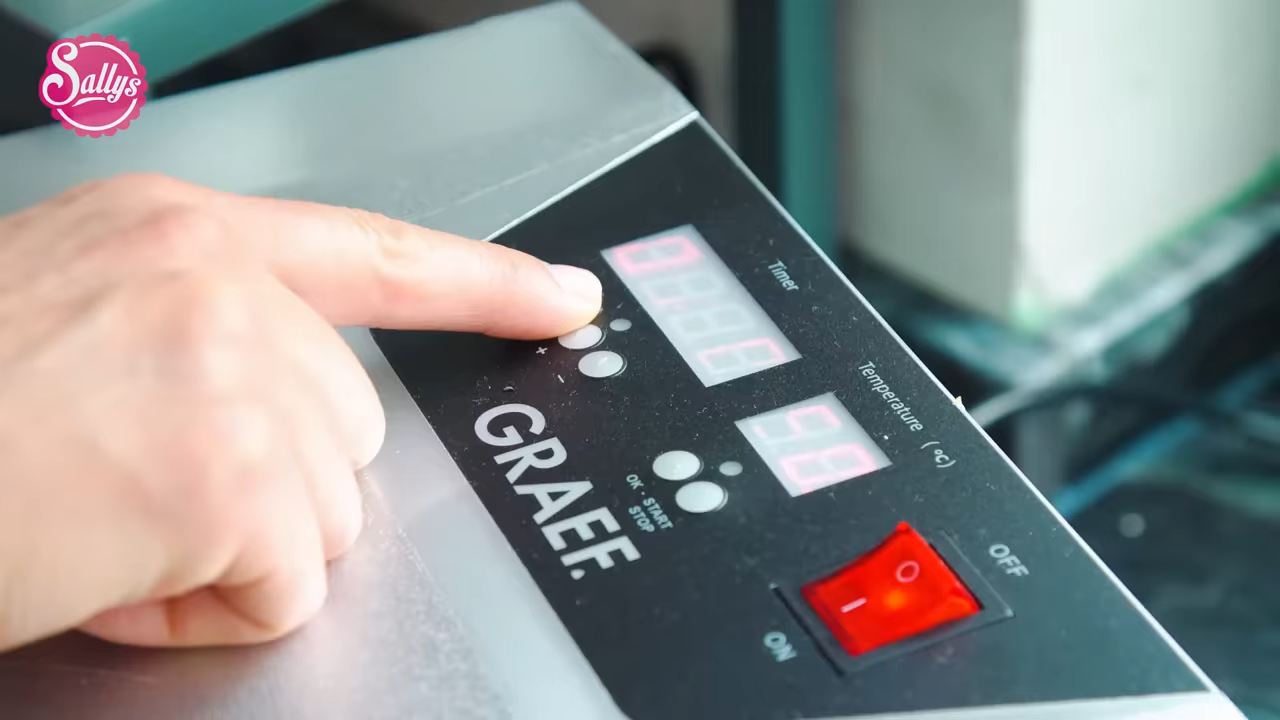 Sallys
Timer
+
-
Temperature (°C)
GRAEF.
OK · START
STOP
OFF
ON